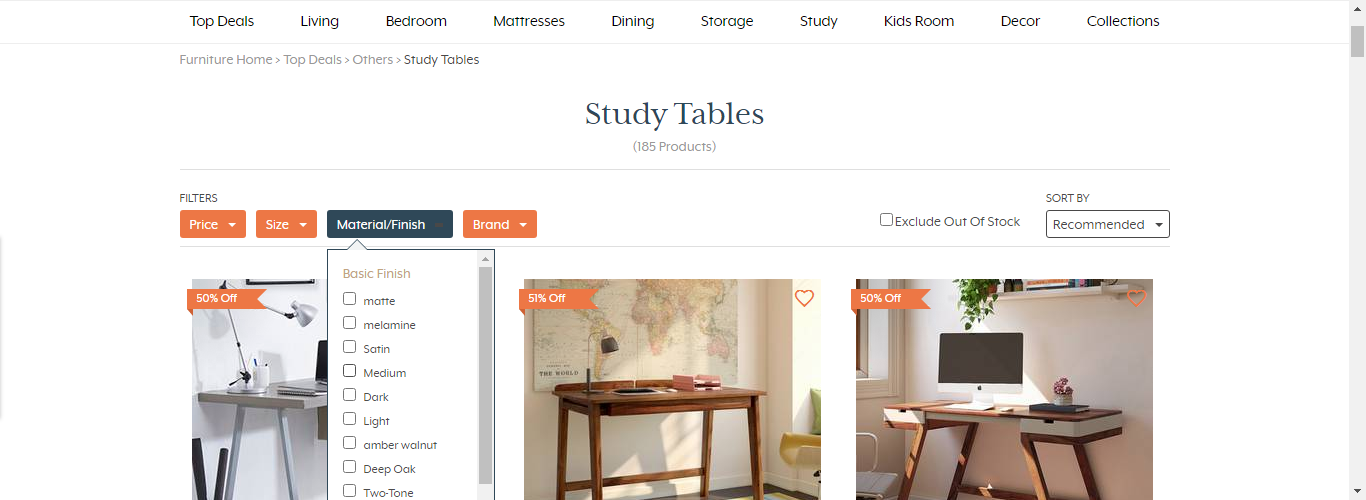 Top Deals Living Bedroom Mattresses Dining Storage Study Kids Room Decor Collections
Furniture Home > Top Deals > Others > Study Tables
Study Tables
(185 Products)
FILTERS
SORT BY
Price Size Material/Finish Brand
Exclude Out Of Stock
Recommended
Basic Finish
matte
melamine
Satin
Medium
Dark
Light
amber walnut
Deep Oak
Two-Tone
50% Off
51% Off
50% Off
THE WORLD